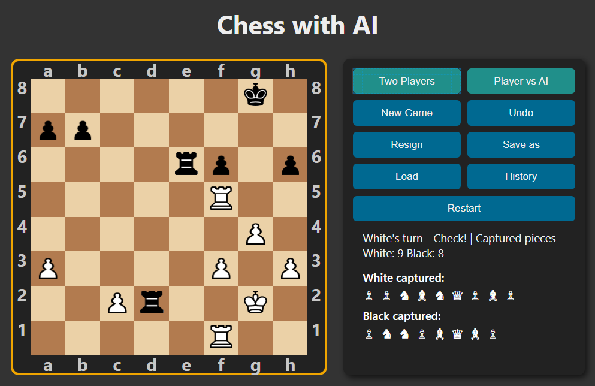 Chess with AI
a b c d e f g h
8 8
7 7
6 6
5 5
4 4
3 3
2 2
1 1
a b c d e f g h
Two Players Player vs AI
New Game Undo
Resign Save as
Load History
Restart
White's turn - Check! | Captured pieces
White: 9 Black: 8
White captured:
Black captured: